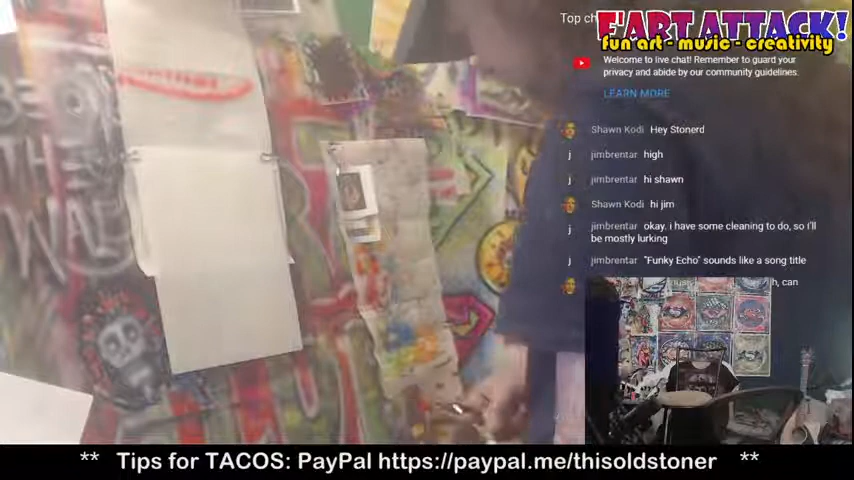 Top ch
F'ART ATTACK!
fun art - music - creativity
Welcome to live chat! Remember to guard your
privacy and abide by our community guidelines.
LEARN MORE
Shawn Kodi Hey Stonerd
j jimbrentar high
j jimbrentar hi shawn
Shawn Kodi hi jim
j jimbrentar okay. i have some cleaning to do, so I'll
be mostly lurking
j jimbrentar "Funky Echo" sounds like a song title
h, can
BE
THE
WA
** Tips for TACOS: PayPal https://paypal.me/thisoldstoner **